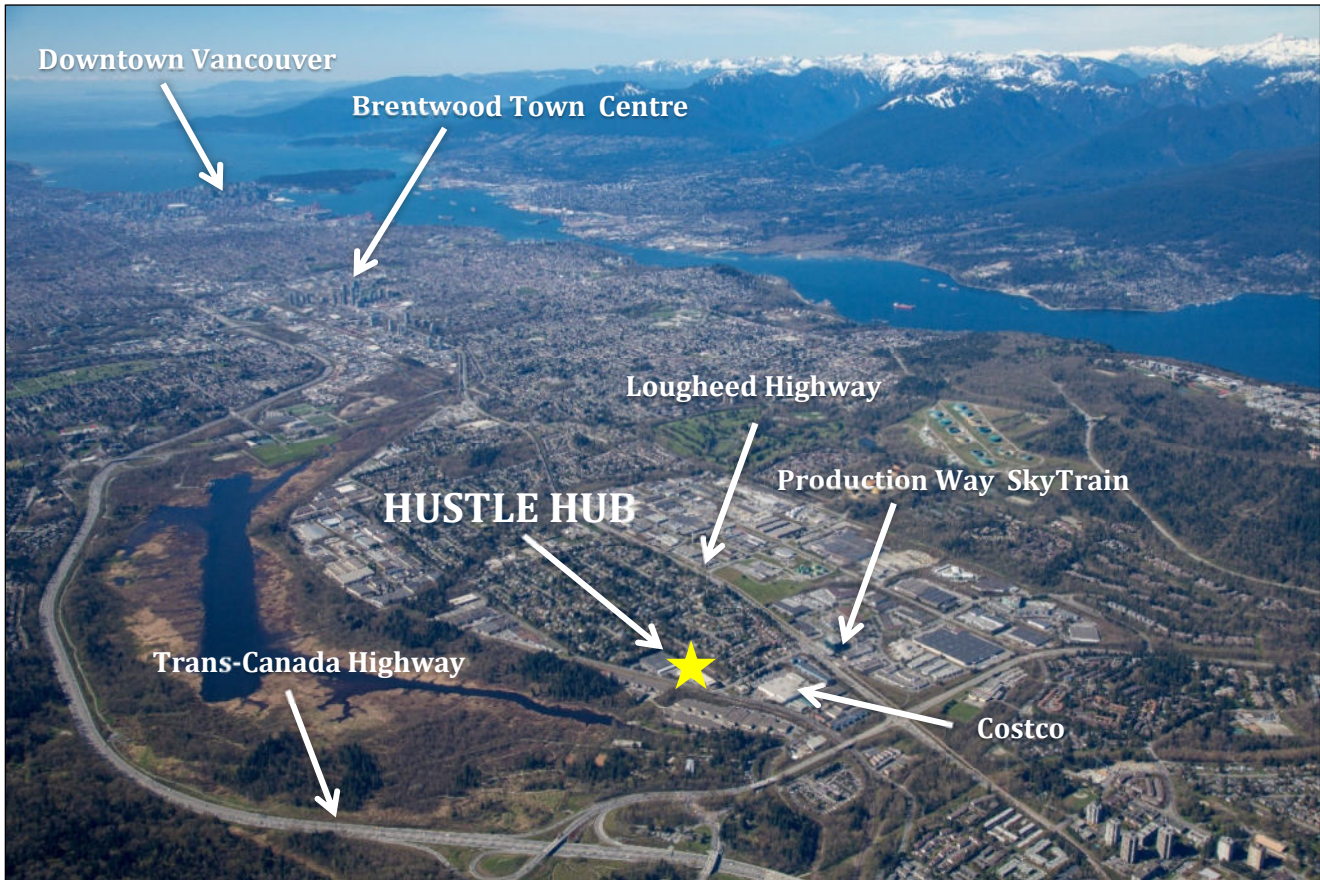 Downtown Vancouver
Brentwood Town Centre
Lougheed Highway
Production Way SkyTrain
HUSTLE HUB
Trans-Canada Highway
Costco